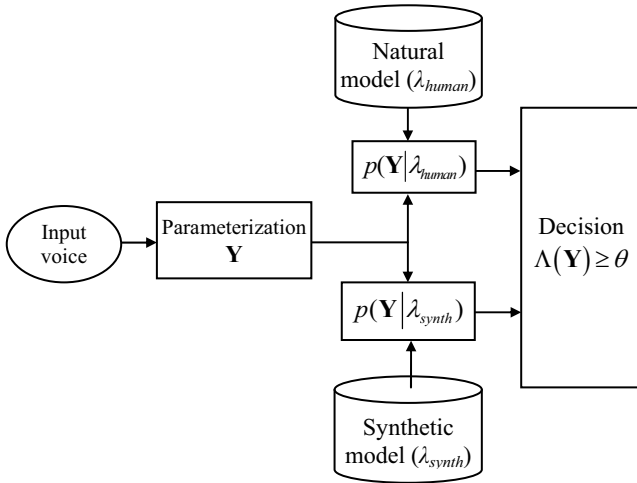 Natural
model (λhuman)
p(Y|λhuman)
Input
voice
Parameterization
Y
Decision
Λ(Y) ≥ θ
p(Y|λsynth)
Synthetic
model (λsynth)